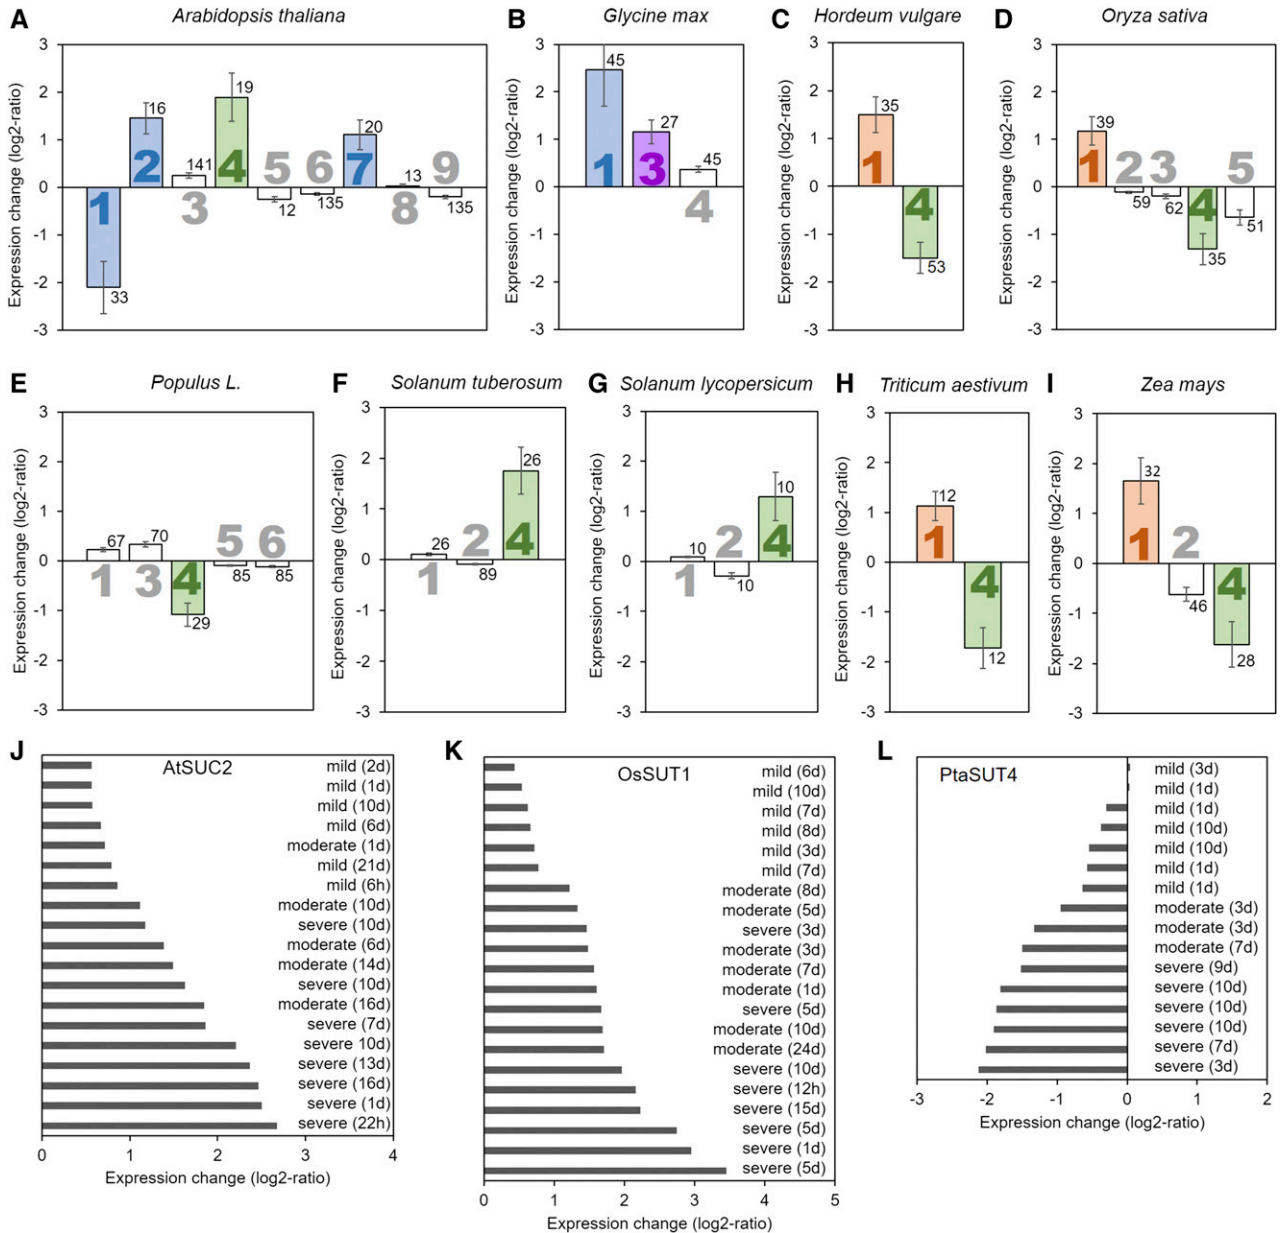 A
Arabidopsis thaliana
Expression change (log2-ratio)
3
2
1
0
-1
-2
-3
1
33
2
16
3
141
4
19
5
12
6
135
7
20
8
13
9
135
B
Glycine max
Expression change (log2-ratio)
3
2
1
0
-1
-2
-3
1
45
3
27
4
45
C
Hordeum vulgare
Expression change (log2-ratio)
3
2
1
0
-1
-2
-3
1
35
4
53
D
Oryza sativa
Expression change (log2-ratio)
3
2
1
0
-1
-2
-3
1
39
2
59
3
62
4
35
5
51
E
Populus L.
Expression change (log2-ratio)
3
2
1
0
-1
-2
-3
1
67
3
70
4
29
5
85
6
85
F
Solanum tuberosum
Expression change (log2-ratio)
3
2
1
0
-1
-2
-3
1
26
2
89
4
26
G
Solanum lycopersicum
Expression change (log2-ratio)
3
2
1
0
-1
-2
-3
1
10
2
10
4
10
H
Triticum aestivum
Expression change (log2-ratio)
3
2
1
0
-1
-2
-3
1
12
4
12
I
Zea mays
Expression change (log2-ratio)
3
2
1
0
-1
-2
-3
1
32
2
46
4
28
J
AtSUC2
mild (2d)
mild (1d)
mild (10d)
mild (6d)
moderate (1d)
mild (21d)
mild (6h)
moderate (10d)
severe (10d)
moderate (6d)
moderate (14d)
severe (10d)
moderate (16d)
severe (7d)
severe 10d)
severe (13d)
severe (16d)
severe (1d)
severe (22h)
0 1 2 3 4
Expression change (log2-ratio)
K
OsSUT1
mild (6d)
mild (10d)
mild (7d)
mild (8d)
mild (3d)
mild (7d)
moderate (8d)
moderate (5d)
severe (3d)
moderate (3d)
moderate (7d)
moderate (1d)
severe (5d)
moderate (10d)
moderate (24d)
severe (10d)
severe (12h)
severe (15d)
severe (5d)
severe (1d)
severe (5d)
0 1 2 3 4 5
Expression change (log2-ratio)
L
PtaSUT4
mild (3d)
mild (1d)
mild (1d)
mild (10d)
mild (10d)
mild (1d)
mild (1d)
moderate (3d)
moderate (3d)
moderate (7d)
severe (9d)
severe (10d)
severe (10d)
severe (10d)
severe (7d)
severe (3d)
-3 -2 -1 0 1 2
Expression change (log2-ratio)